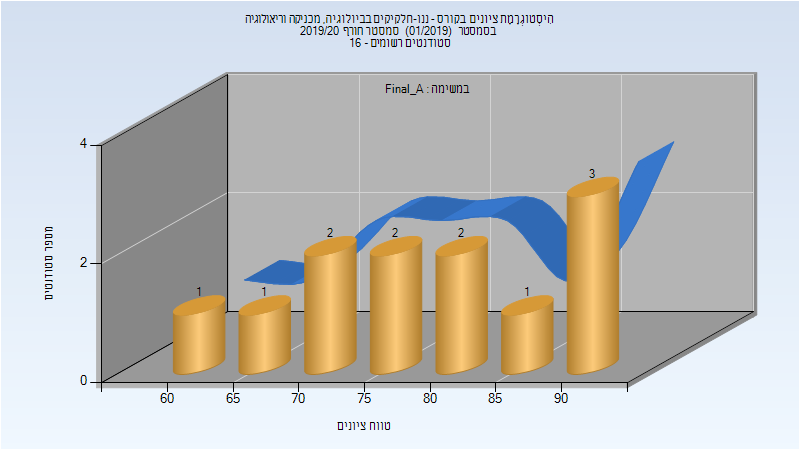 היסטוגרמת ציונים בקורס - ננו-חלקיקים בביולוגיה, מכניקה וריאולוגיה
בסמסטר (01/2019) סמסטר חורף 2019/20
סטודנטים רשומים - 16
במשימה : Final_A
מספר סטודנטים
4
2
0
1
1
2
2
2
1
3
60
65
70
75
80
85
90
טווח ציונים